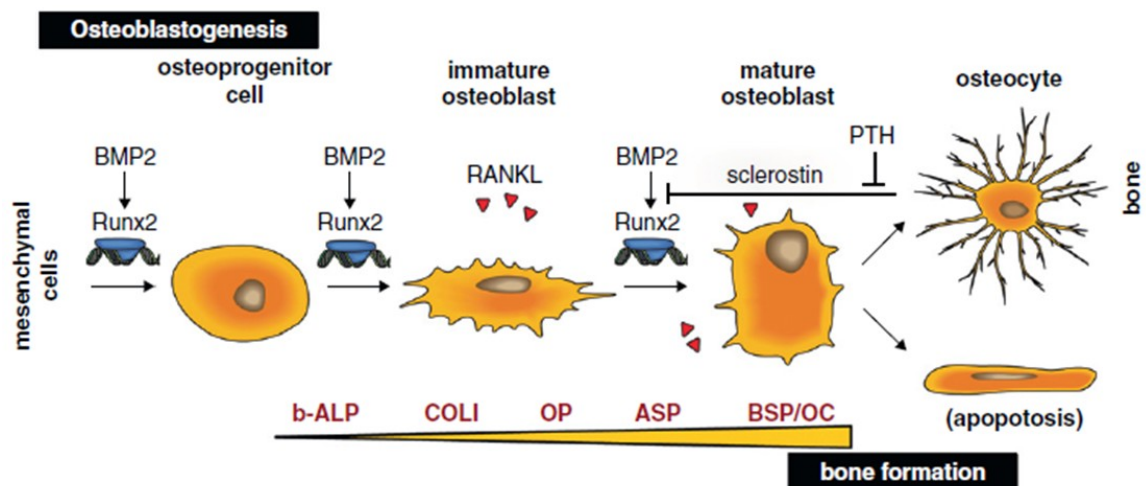 Osteoblastogenesis
osteoprogenitor
cell
immature
osteoblast
mature
osteoblast
osteocyte
BMP2
Runx2
BMP2
Runx2
RANKL
BMP2
Runx2
sclerostin
PTH
mesenchymal
cells
bone
b-ALP
COLI
OP
ASP
BSP/OC
(apopotosis)
bone formation